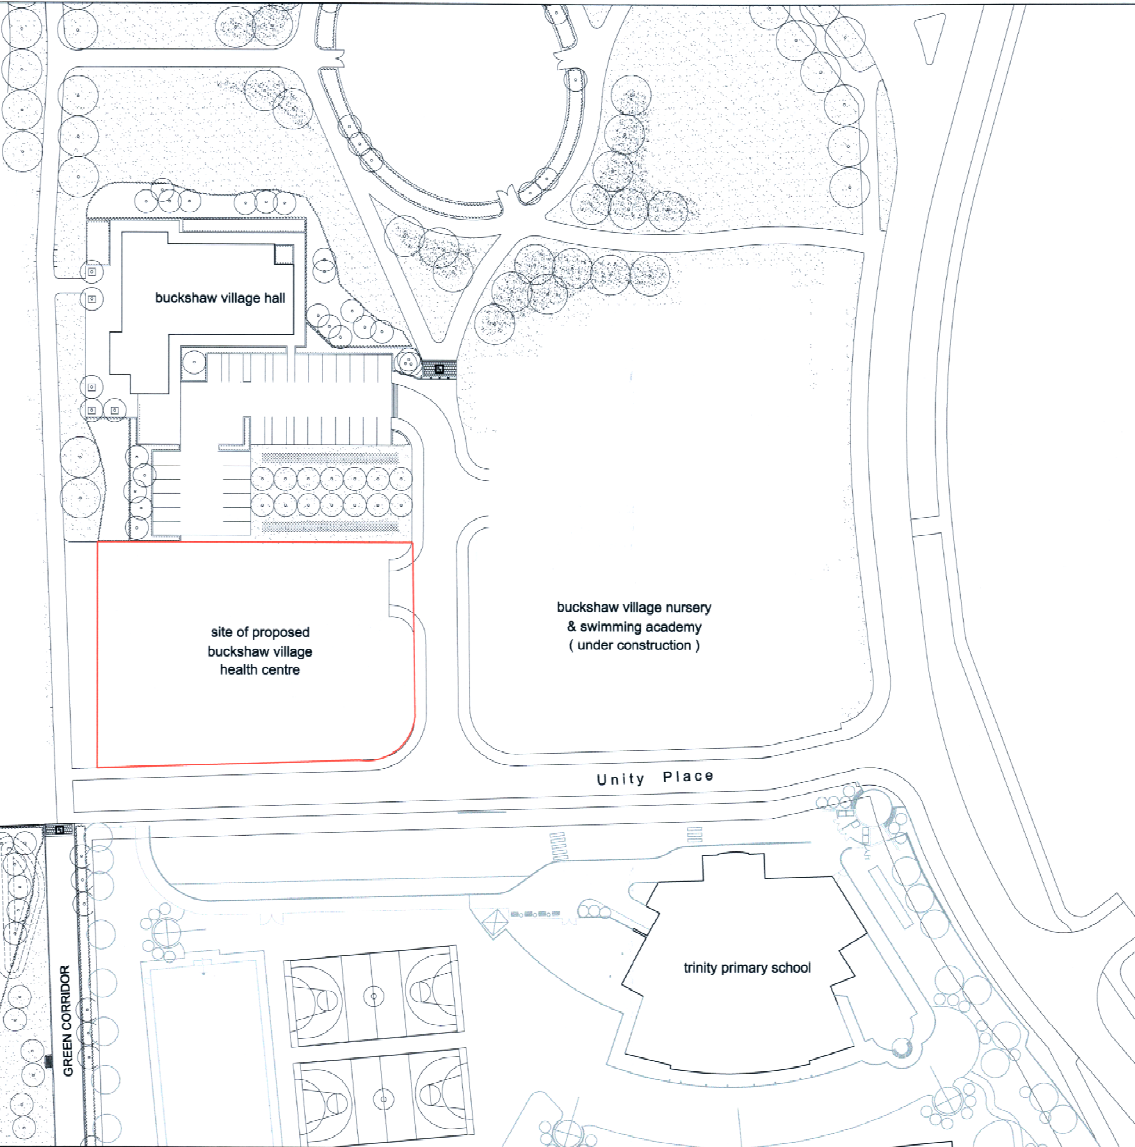 buckshaw village hall
buckshaw village nursery
& swimming academy
( under construction )
site of proposed
buckshaw village
health centre
Unity Place
trinity primary school
GREEN CORRIDOR